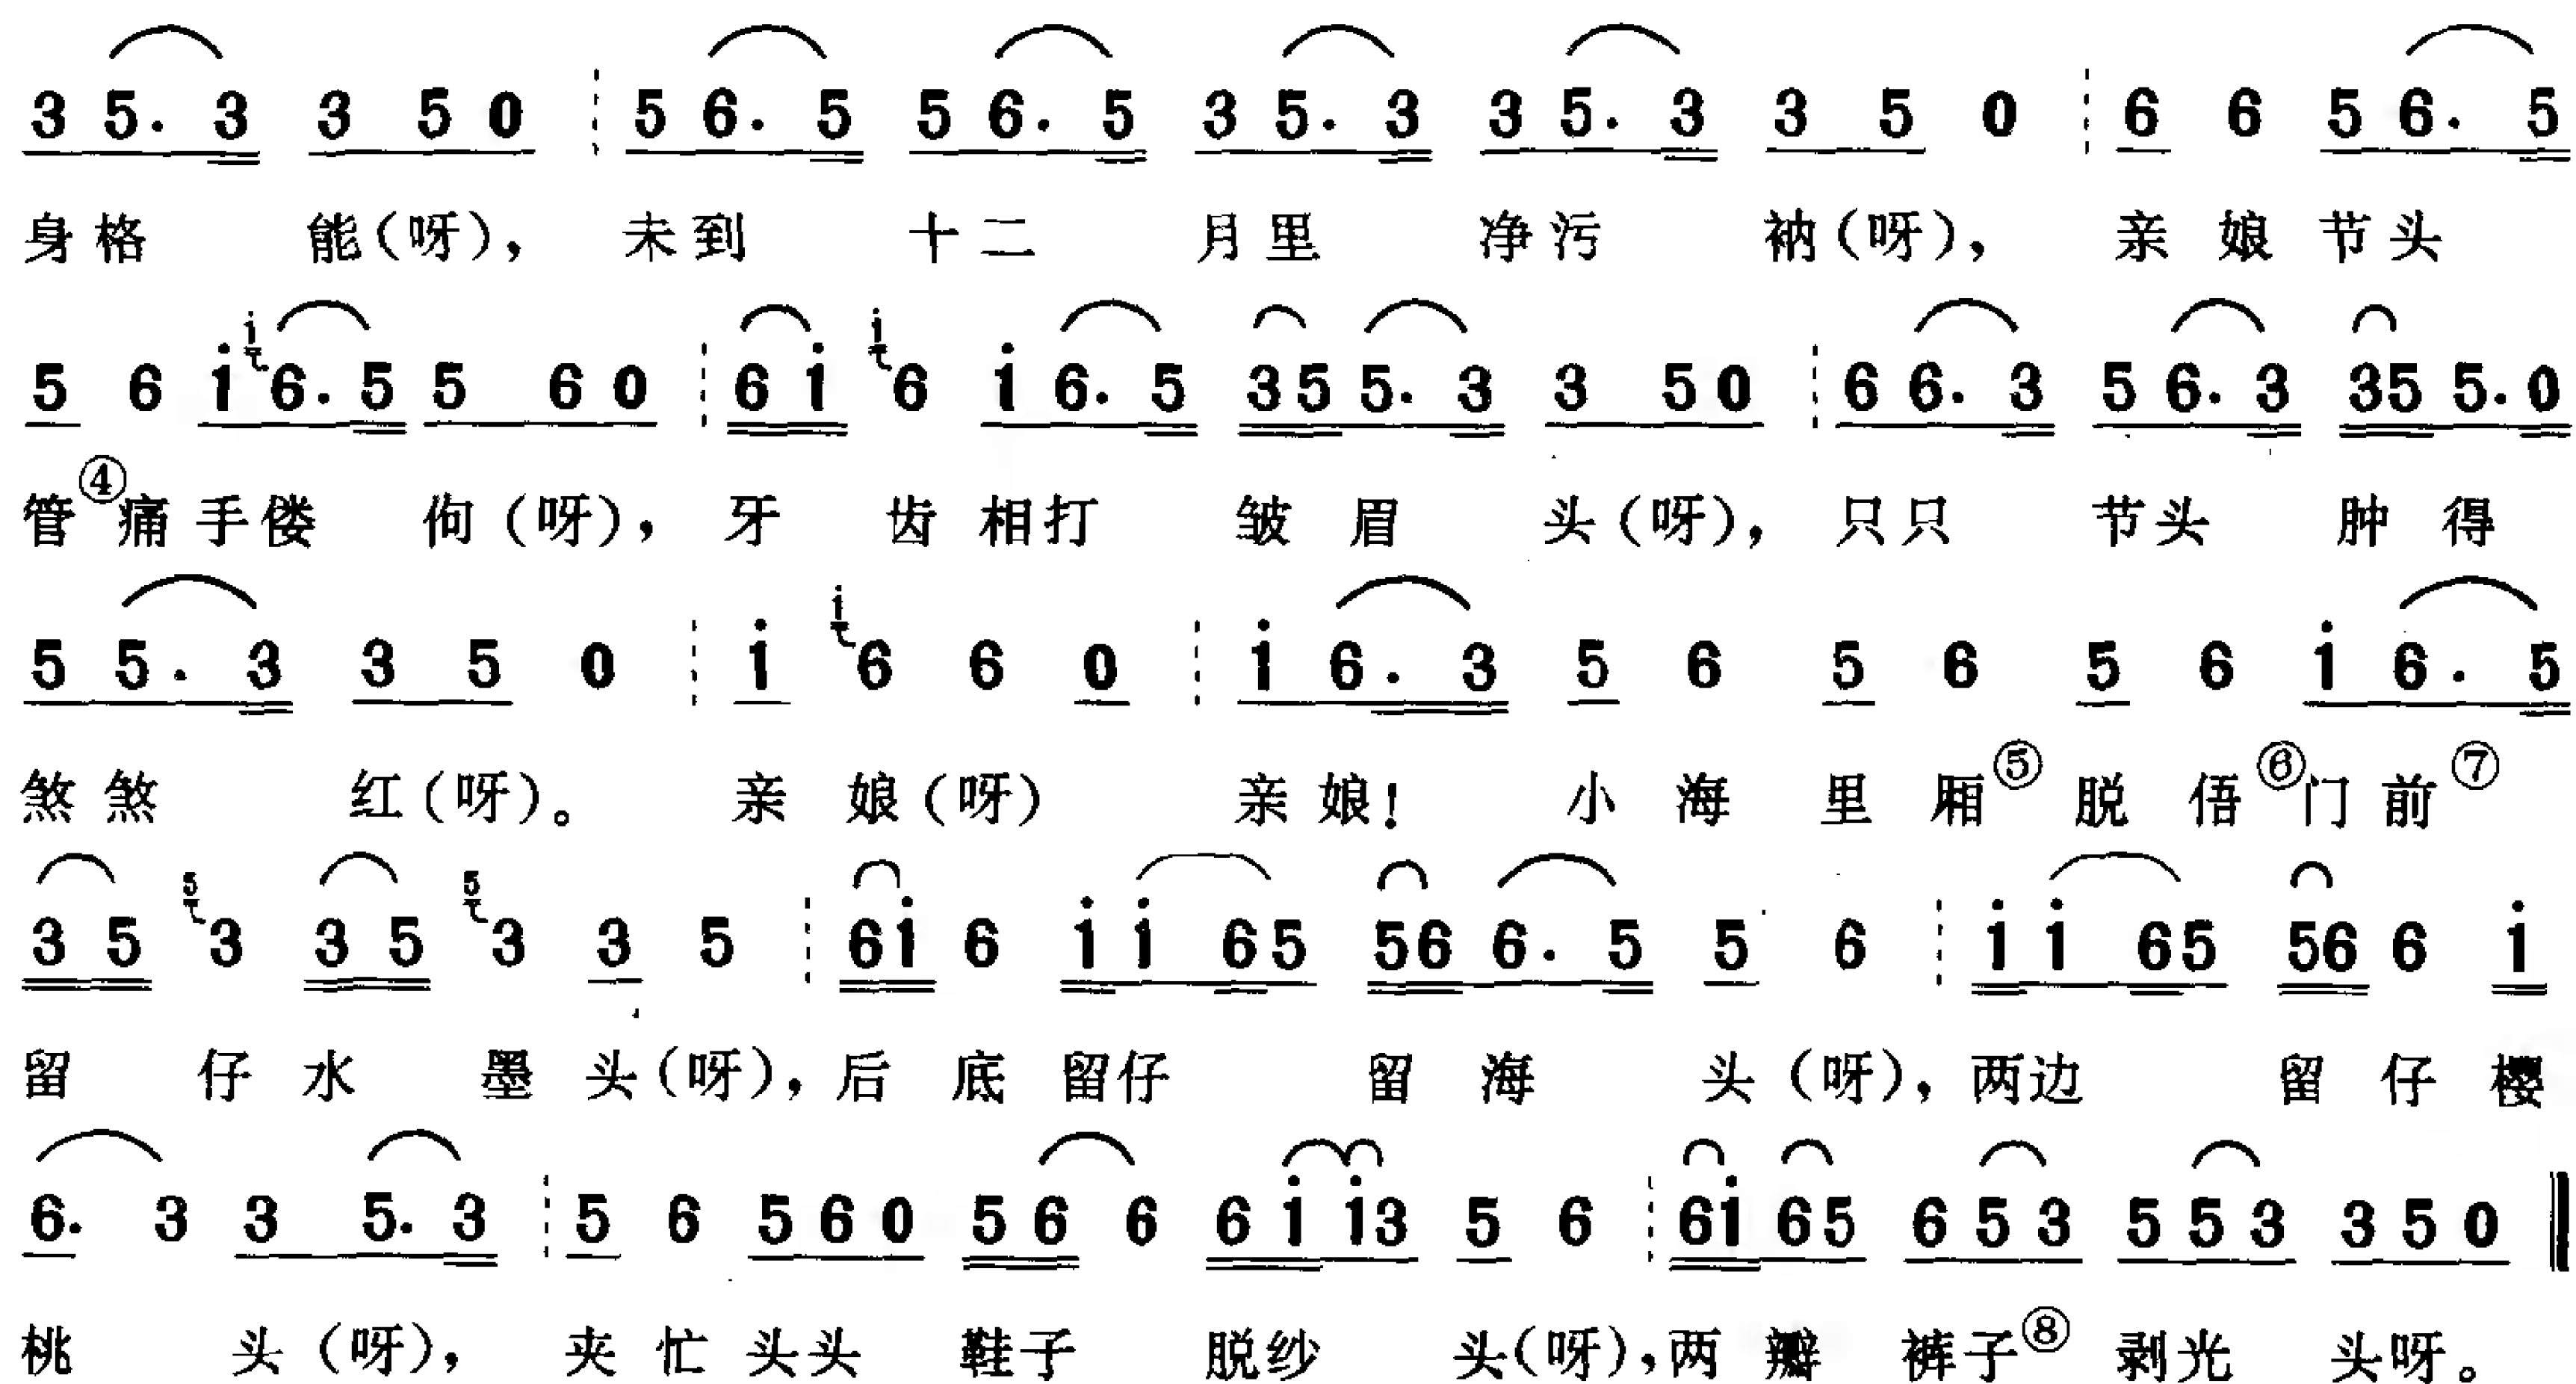 3 5. 3 3 5 0 5 6. 5 5 6. 5 3 5. 3 3 5. 3 3 5 0 6 6 5 6. 5
身格 能(呀), 未到 十二 月里 净污 衲(呀), 亲娘节头
5 6 i i 6. 5 5 6 0 6 i i 6 i 6. 5 3 5 5. 3 3 5 0 6 6. 3 5 6. 3 3 5 5. 0
管④痛手偻 佝(呀), 牙 齿相打 皱眉 头(呀), 只只 节头 肿得
5 5. 3 3 5 0 i i 6 6 0 i 6. 3 5 6 5 6 5 6 i 6. 5
煞煞 红(呀)。 亲娘(呀) 亲娘! 小海里厢⑤脱悟⑥门前⑦
3 5 5 3 3 5 5 3 3 5 6 i 6 i i 6 5 5 6 6. 5 5 6 i i 6 5 5 6 6 i
留 仔水 墨头(呀), 后底留仔 留海 头(呀), 两边 留仔樱
6. 3 3 5. 3 5 6 5 6 0 5 6 6 6 i i 3 5 6 6 i 6 5 6 5 3 5 5 3 3 5 0
桃 头(呀), 夹忙头头 鞋子 脱纱 头(呀), 两瓣 裤子⑧ 剥光 头呀。